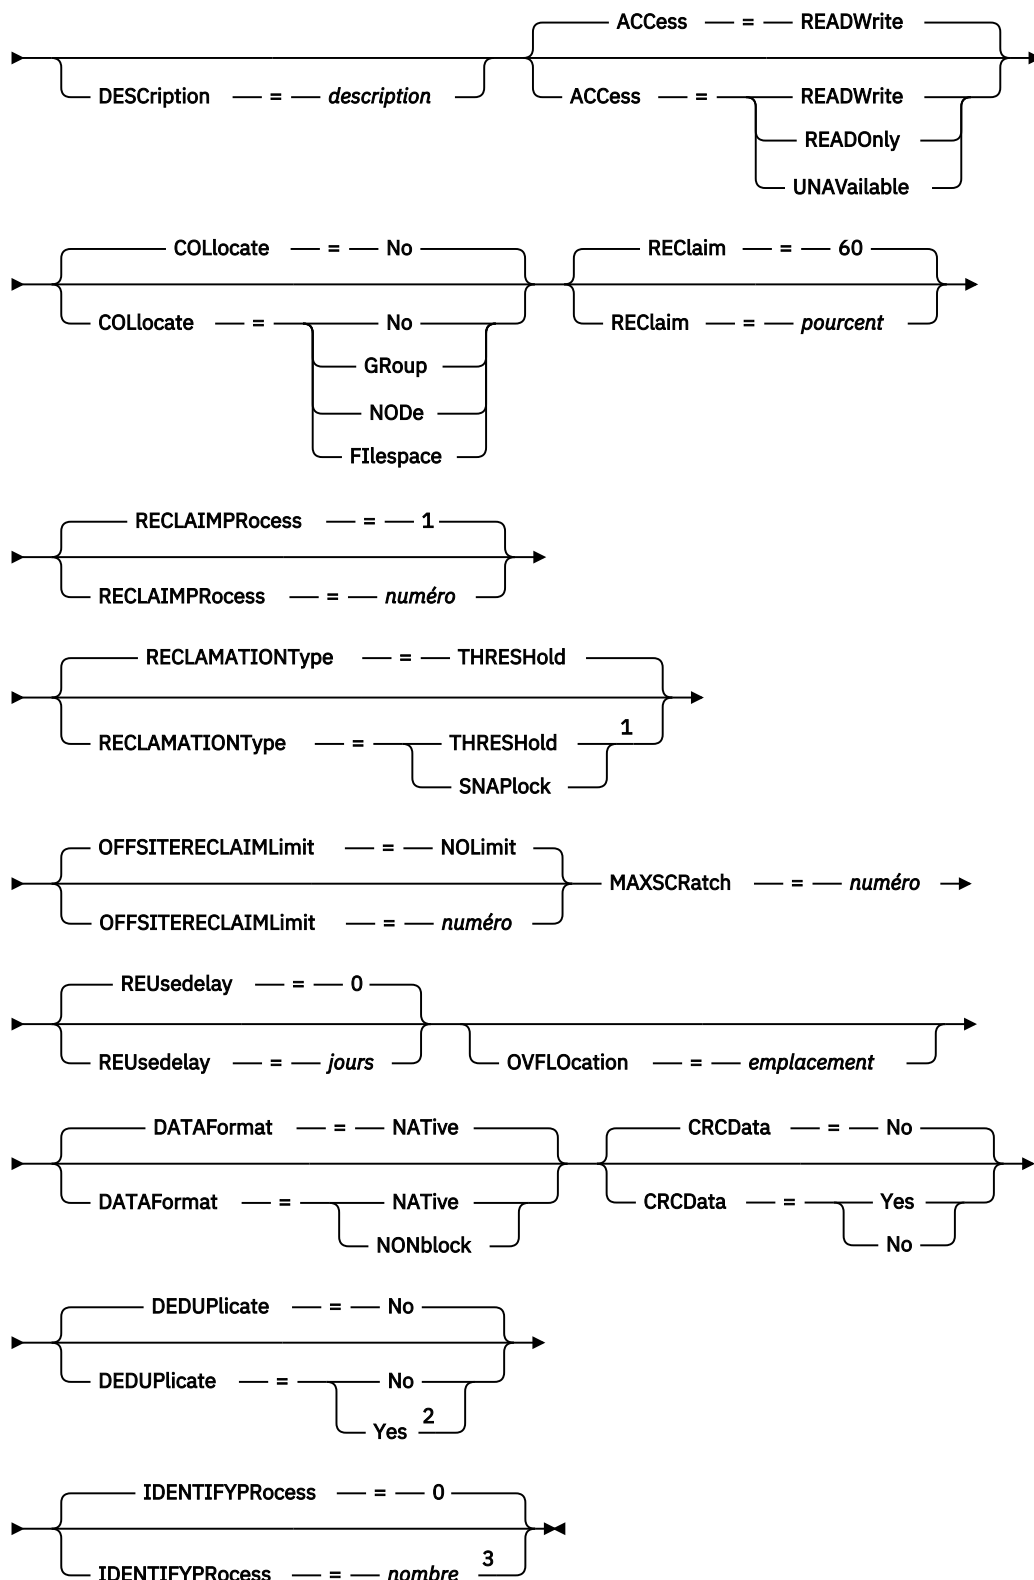 ACCess = READWrite
DESCription = description ACCess = READWrite
READOnly
UNAVailable
COLlocate = No REClaim = 60
COLlocate = No REClaim = pourcent
GRoup
NODe
FIlespace
RECLAIMPRocess = 1
RECLAIMPRocess = numéro
RECLAMATIONType = THRESHold
RECLAMATIONType = THRESHold 1
SNAPlock
OFFSITERECLAIMLimit = NOLimit
MAXSCRatch = numéro
OFFSITERECLAIMLimit = numéro
REUsedelay = 0
REUsedelay = jours OVFLOcation = emplacement
DATAFormat = NATive CRCData = No
DATAFormat = NATive CRCData = Yes
NONblock No
DEDUPlicate = No
DEDUPlicate = No
Yes 2
IDENTIFYPRocess = 0
IDENTIFYPRocess = nombre 3